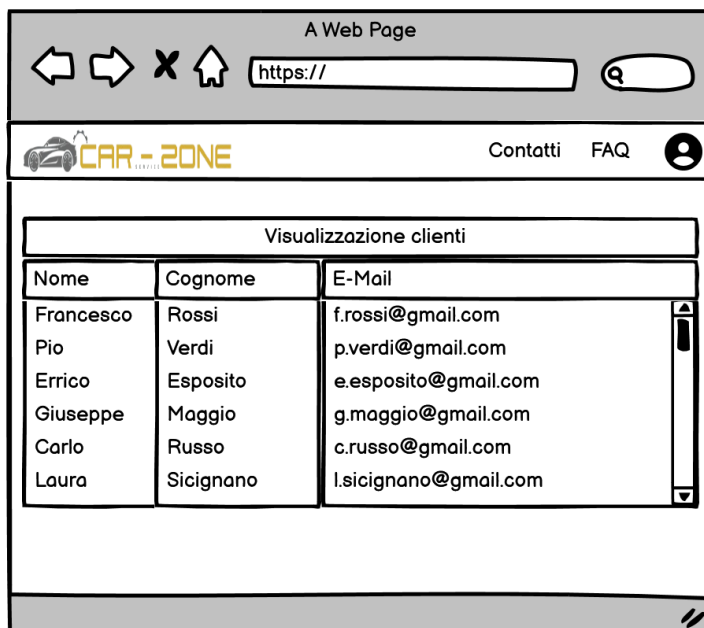 A Web Page
https://
CAR - ZONE
Contatti FAQ
Visualizzazione clienti
Nome Cognome E-Mail
Francesco Rossi f.rossi@gmail.com
Pio Verdi p.verdi@gmail.com
Errico Esposito e.esposito@gmail.com
Giuseppe Maggio g.maggio@gmail.com
Carlo Russo c.russo@gmail.com
Laura Sicignano l.sicignano@gmail.com